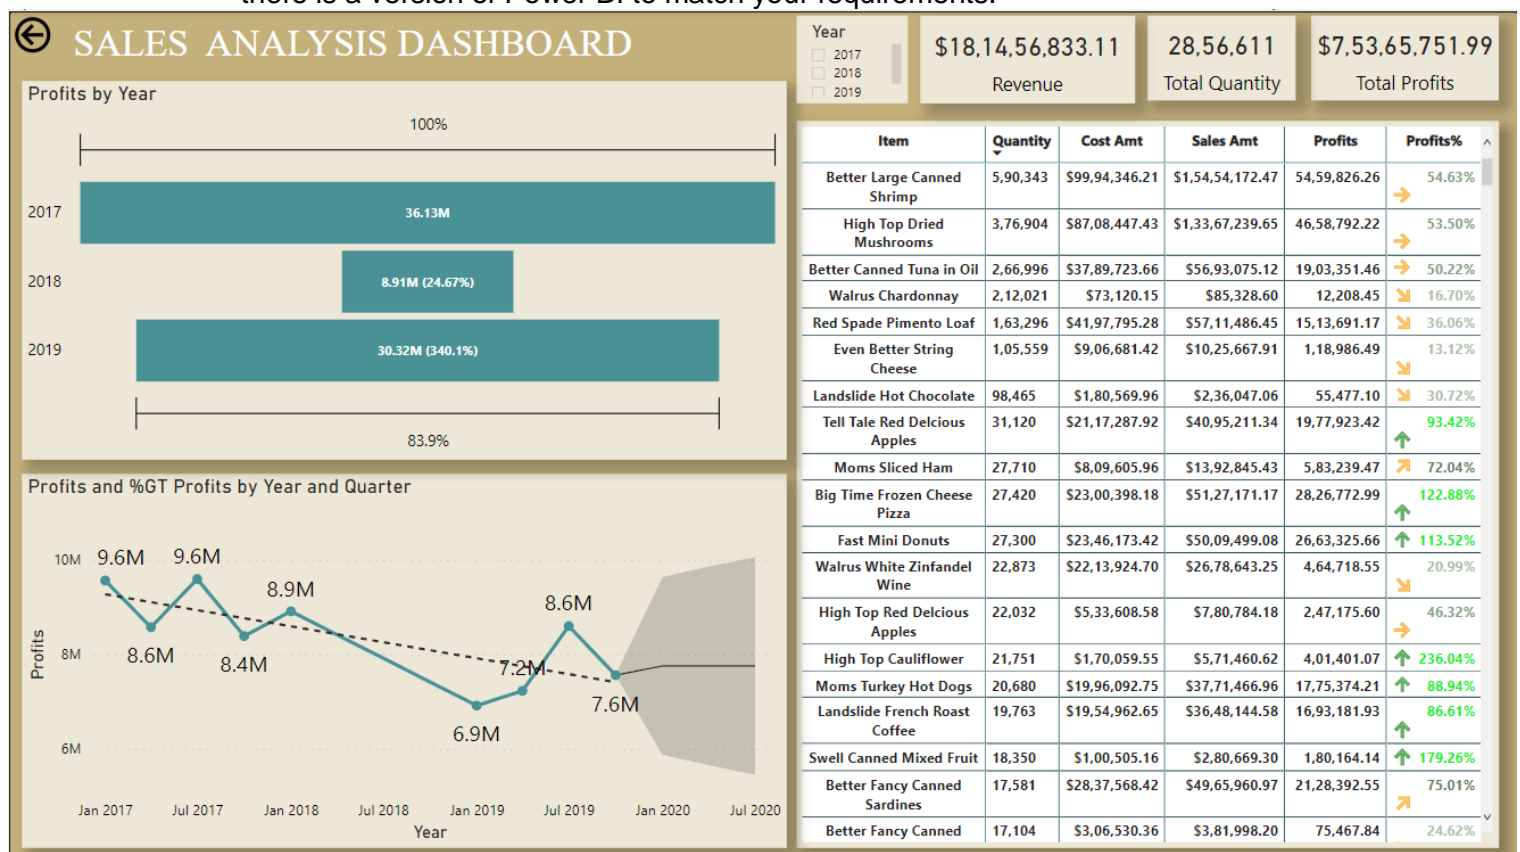 there is a version of Power BI to match your requirements.
SALES ANALYSIS DASHBOARD
Year
2017
2018
2019
$18,14,56,833.11
Revenue
28,56,611
Total Quantity
$7,53,65,751.99
Total Profits
Profits by Year
100%
2017
36.13M
2018
8.91M (24.67%)
2019
30.32M (340.1%)
83.9%
Profits and %GT Profits by Year and Quarter
Profits
10M
8M
6M
9.6M
8.6M
9.6M
8.4M
8.9M
6.9M
7.2M
8.6M
7.6M
Jan 2017 Jul 2017 Jan 2018 Jul 2018 Jan 2019 Jul 2019 Jan 2020 Jul 2020
Year
Item Quantity Cost Amt Sales Amt Profits Profits%
Better Large Canned 5,90,343 $99,94,346.21 $1,54,54,172.47 54,59,826.26 54.63%
Shrimp
High Top Dried 3,76,904 $87,08,447.43 $1,33,67,239.65 46,58,792.22 53.50%
Mushrooms
Better Canned Tuna in Oil 2,66,996 $37,89,723.66 $56,93,075.12 19,03,351.46 50.22%
Walrus Chardonnay 2,12,021 $73,120.15 $85,328.60 12,208.45 16.70%
Red Spade Pimento Loaf 1,63,296 $41,97,795.28 $57,11,486.45 15,13,691.17 36.06%
Even Better String 1,05,559 $9,06,681.42 $10,25,667.91 1,18,986.49 13.12%
Cheese
Landslide Hot Chocolate 98,465 $1,80,569.96 $2,36,047.06 55,477.10 30.72%
Tell Tale Red Delcious 31,120 $21,17,287.92 $40,95,211.34 19,77,923.42 93.42%
Apples
Moms Sliced Ham 27,710 $8,09,605.96 $13,92,845.43 5,83,239.47 72.04%
Big Time Frozen Cheese 27,420 $23,00,398.18 $51,27,171.17 28,26,772.99 122.88%
Pizza
Fast Mini Donuts 27,300 $23,46,173.42 $50,09,499.08 26,63,325.66 113.52%
Walrus White Zinfandel 22,873 $22,13,924.70 $26,78,643.25 4,64,718.55 20.99%
Wine
High Top Red Delcious 22,032 $5,33,608.58 $7,80,784.18 2,47,175.60 46.32%
Apples
High Top Cauliflower 21,751 $1,70,059.55 $5,71,460.62 4,01,401.07 236.04%
Moms Turkey Hot Dogs 20,680 $19,96,092.75 $37,71,466.96 17,75,374.21 88.94%
Landslide French Roast 19,763 $19,54,962.65 $36,48,144.58 16,93,181.93 86.61%
Coffee
Swell Canned Mixed Fruit 18,350 $1,00,505.16 $2,80,669.30 1,80,164.14 179.26%
Better Fancy Canned 17,581 $28,37,568.42 $49,65,960.97 21,28,392.55 75.01%
Sardines
Better Fancy Canned 17,104 $3,06,530.36 $3,81,998.20 75,467.84 24.62%